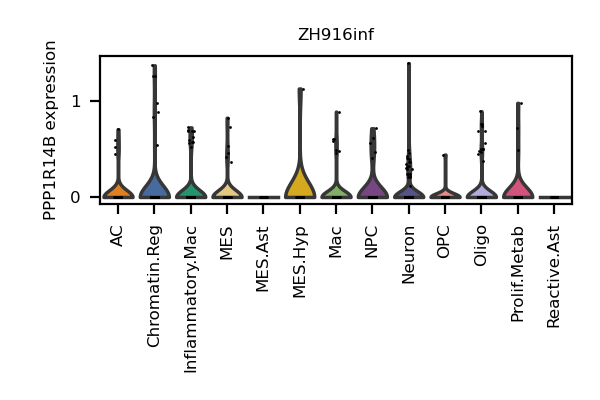 ZH916inf
PPP1R14B expression
1
0
AC
Chromatin.Reg
Inflammatory.Mac
MES
MES.Ast
MES.Hyp
Mac
NPC
Neuron
OPC
Oligo
Prolif.Metab
Reactive.Ast